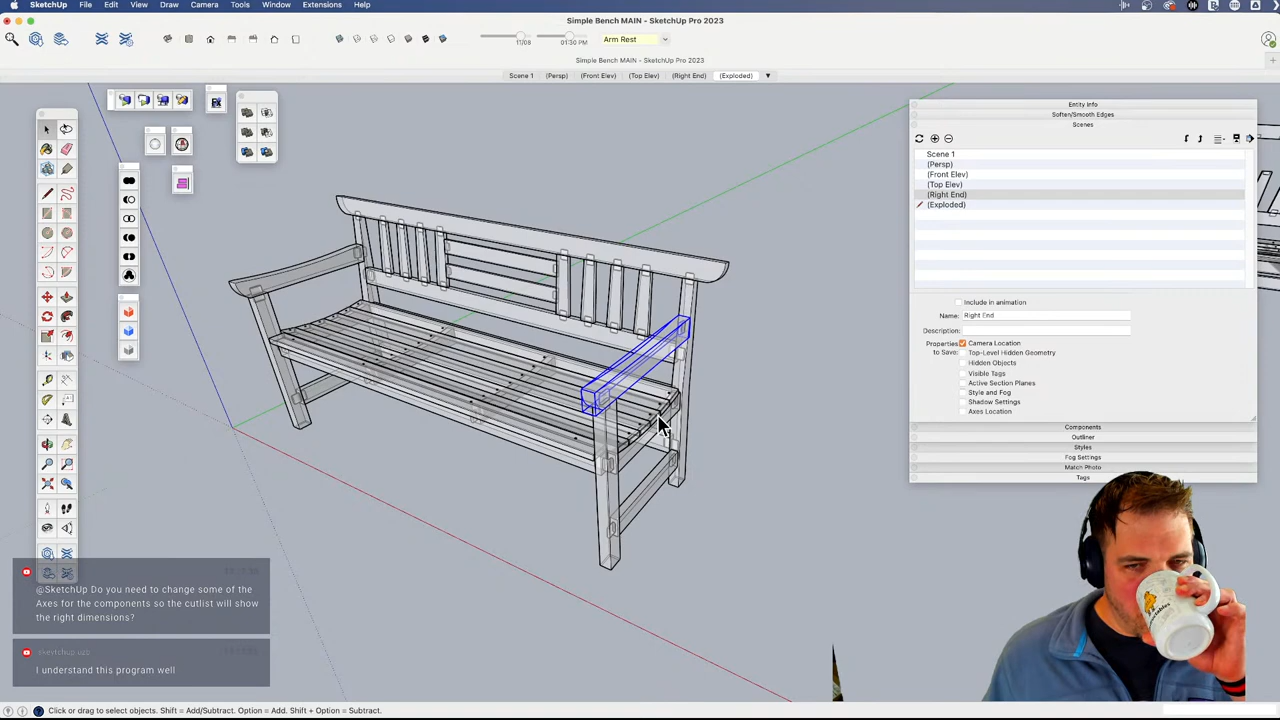 SketchUp File Edit View Draw Camera Tools Window Extensions Help
Simple Bench MAIN - SketchUp Pro 2023
11/08 01:30 PM Arm Rest
Simple Bench MAIN - SketchUp Pro 2023
Scene 1 (Persp) (Front Elev) (Top Elev) (Right End) (Exploded)
Entity Info
Soften/Smooth Edges
Scenes
Scene 1
(Persp)
(Front Elev)
(Top Elev)
(Right End)
(Exploded)
Include in animation
Name: Right End
Description:
Properties to Save: Camera Location
Top-Level Hidden Geometry
Hidden Objects
Visible Tags
Active Section Planes
Style and Fog
Shadow Settings
Axes Location
Components
Outliner
Styles
Fog Settings
Match Photo
Tags
@SketchUp Do you need to change some of the
Axes for the components so the cutlist will show
the right dimensions?
I understand this program well
Click or drag to select objects. Shift = Add/Subtract. Option = Add. Shift + Option = Subtract.